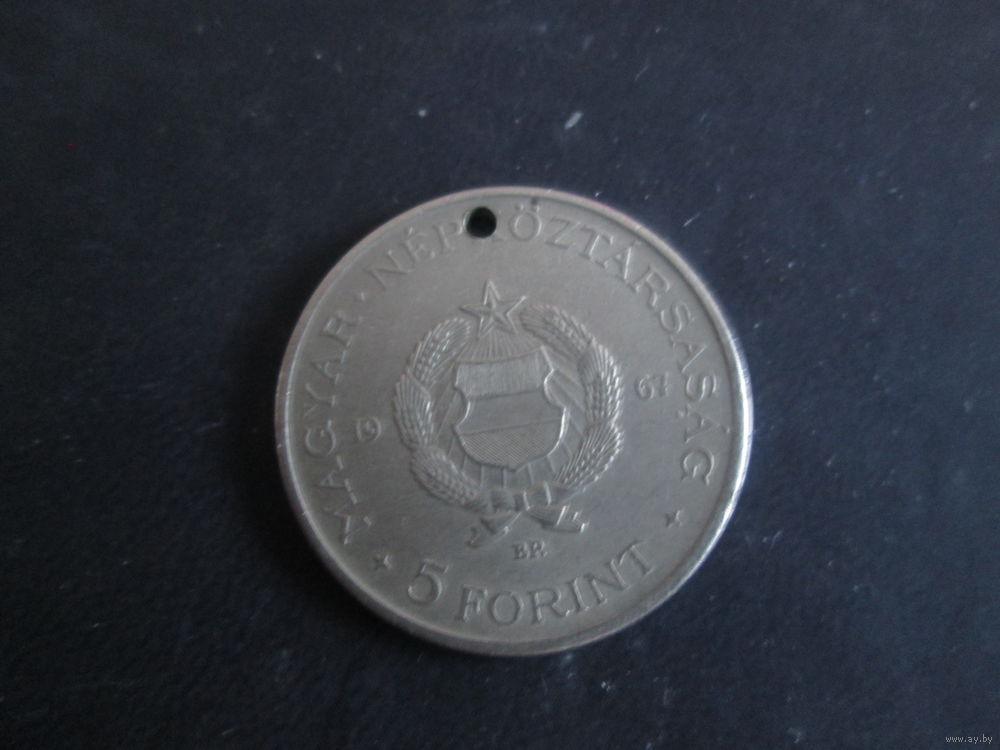 MAGYAR · NÉPKÖZTÁRSASÁG
19 67
BP.
5 FORINT
www.ay.by